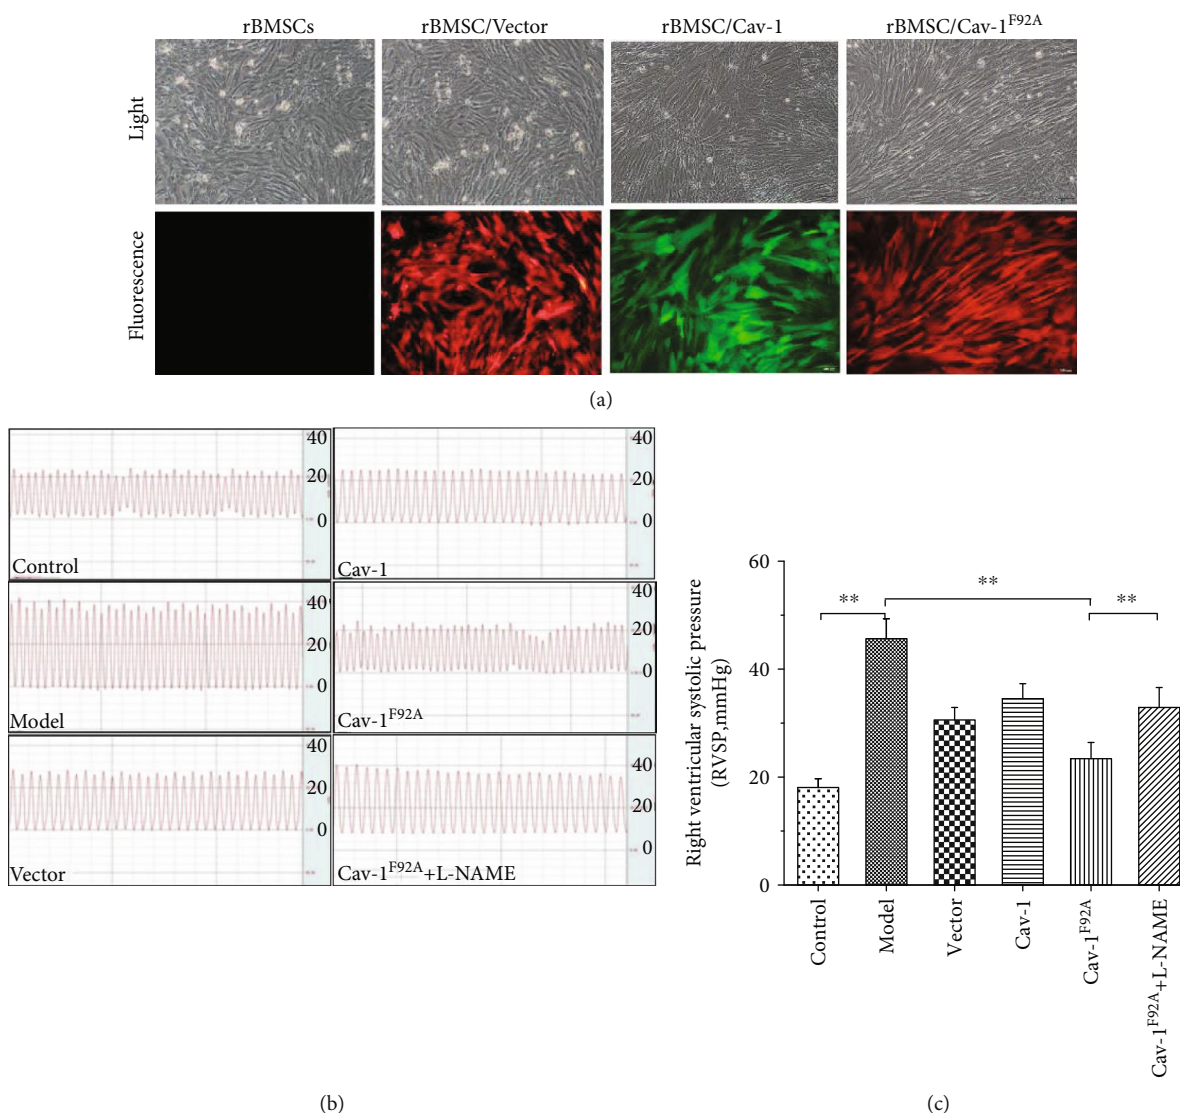 rBMSCs rBMSC/Vector rBMSC/Cav-1 rBMSC/Cav-1F92A
Light
Fluorescence
(a)
40
20
0
Control
40
20
0
Cav-1
40
20
0
Model
40
20
0
Cav-1F92A
40
20
0
Vector
40
20
0
Cav-1F92A+L-NAME
(b)
Right ventricular systolic pressure
(RVSP,mmHg)
60
40
20
0
**
**
**
Control
Model
Vector
Cav-1
Cav-1F92A
Cav-1F92A+L-NAME
(c)